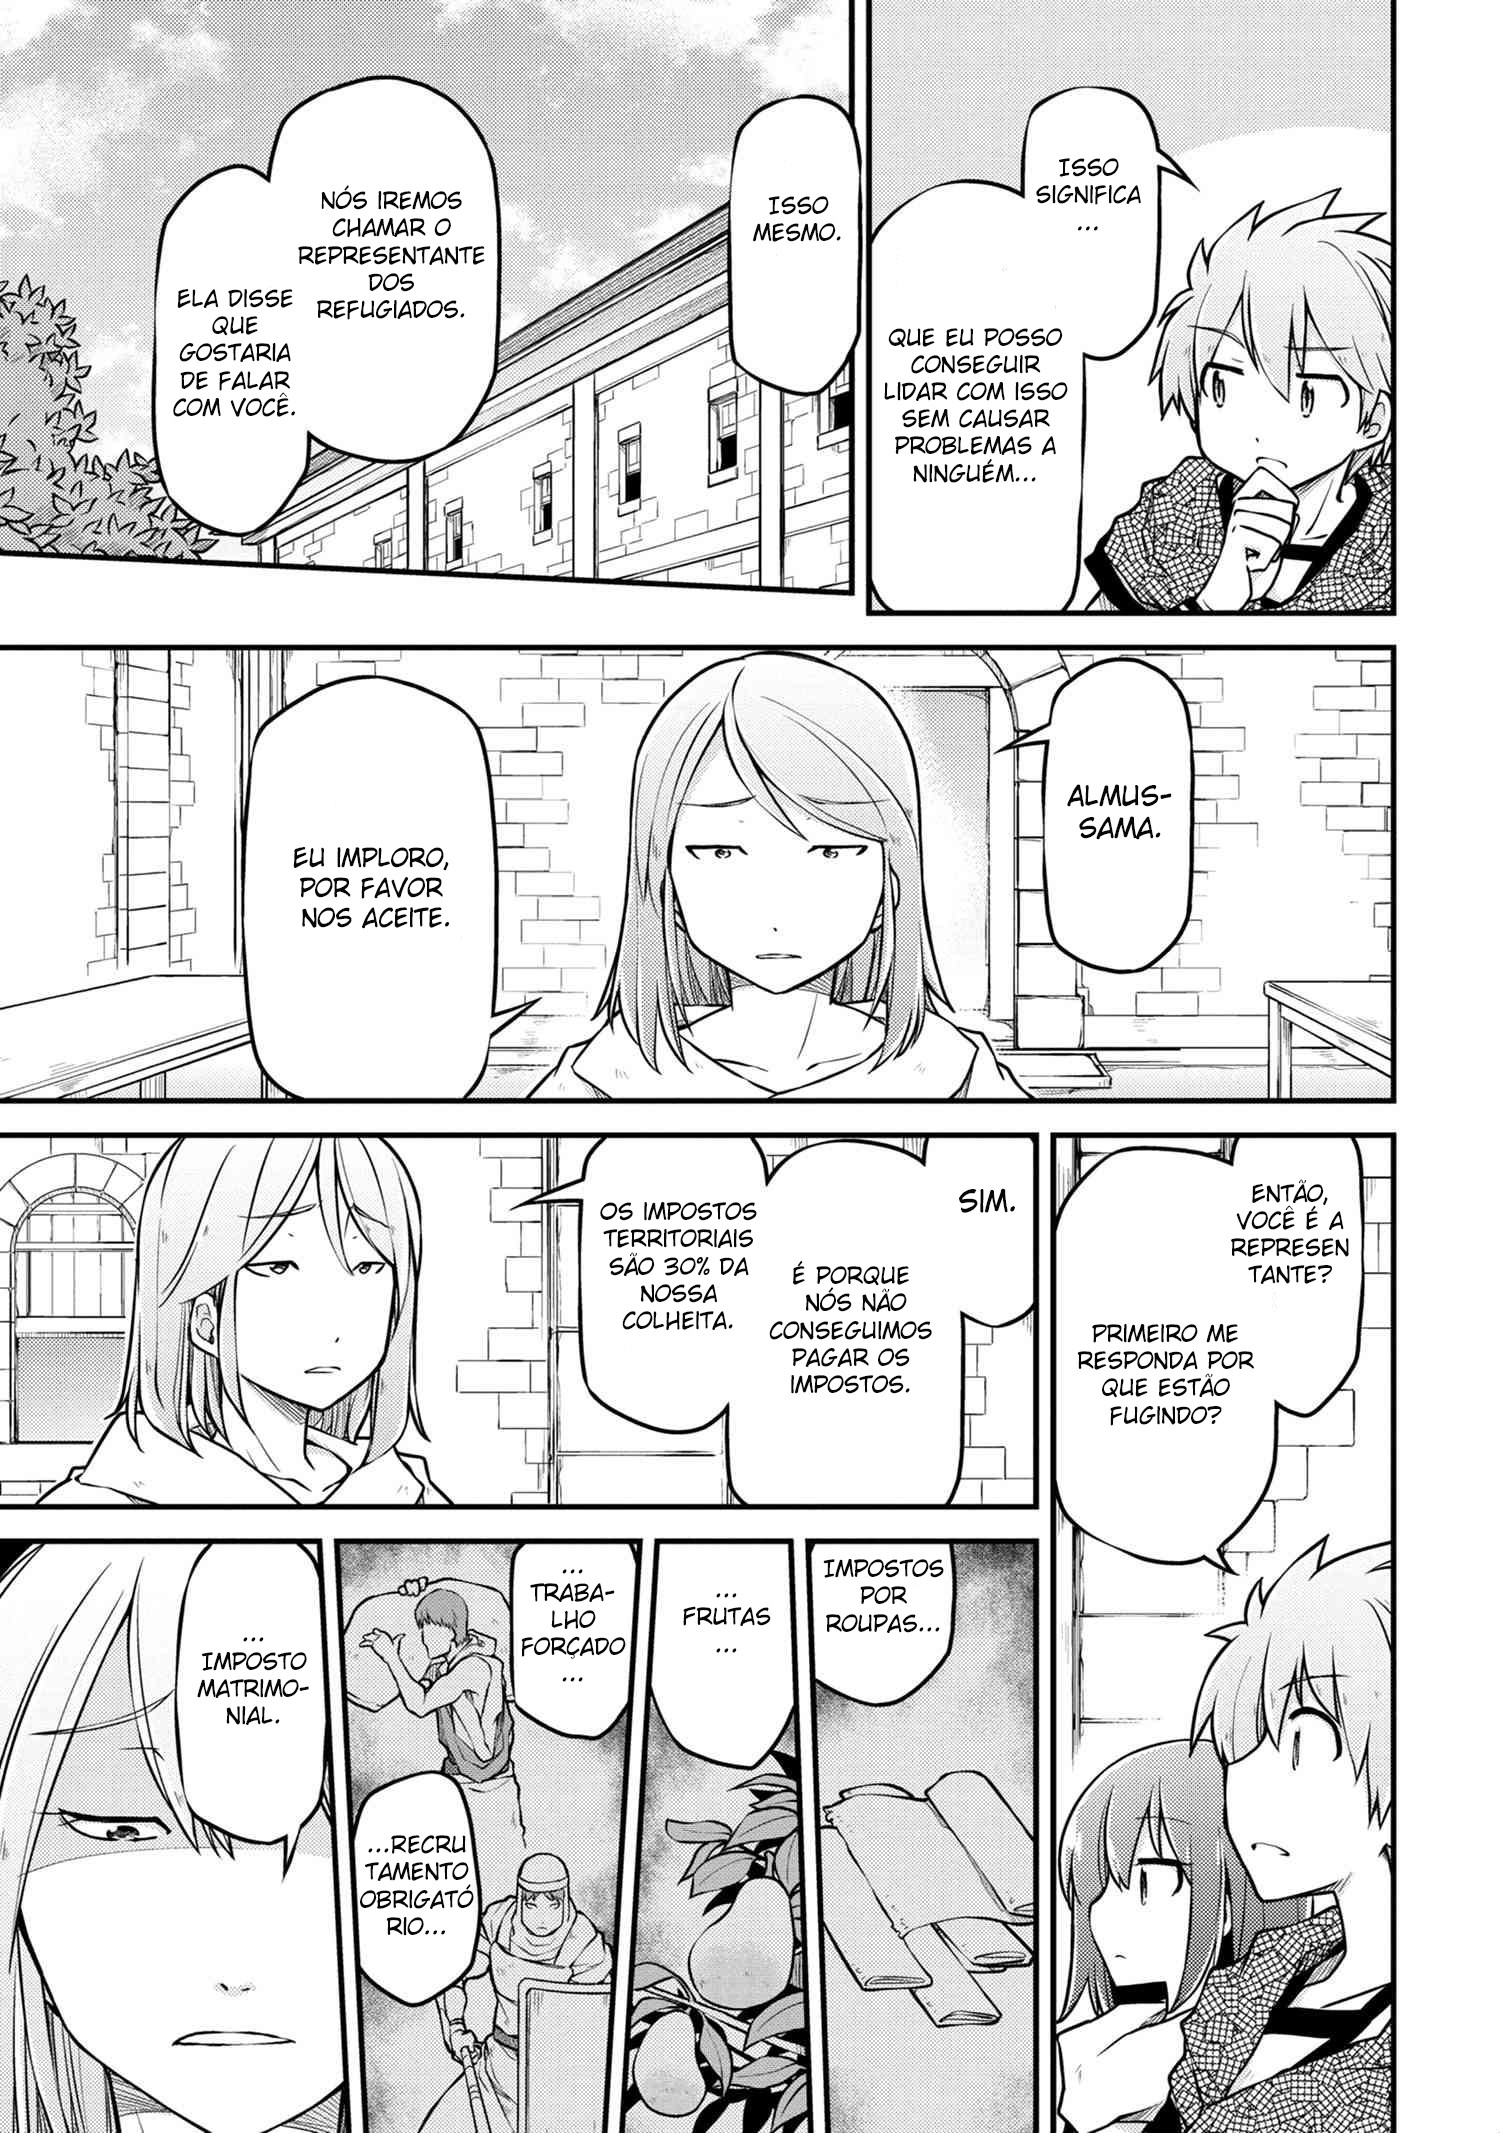 ISSO
SIGNIFICA
...
QUE EU POSSO
CONSEGUIR
LIDAR COM ISSO
SEM CAUSAR
PROBLEMAS A
NINGUÉM...
ISSO
MESMO.
NÓS IREMOS
CHAMAR O
REPRESENTANTE
DOS
REFUGIADOS.
ELA DISSE
QUE
GOSTARIA
DE FALAR
COM VOCÊ.
ALMUS-
SAMA.
EU IMPLORO,
POR FAVOR
NOS ACEITE.
ENTÃO,
VOCÊ É A
REPRESEN
TANTE?
PRIMEIRO ME
RESPONDA POR
QUE ESTÃO
FUGINDO?
SIM.
É PORQUE
NÓS NÃO
CONSEGUIMOS
PAGAR OS
IMPOSTOS.
OS IMPOSTOS
TERRITORIAIS
SÃO 30% DA
NOSSA
COLHEITA.
IMPOSTOS
POR
ROUPAS...
...
FRUTAS
...
...
TRABA-
LHO
FORÇADO
...
...RECRU
TAMENTO
OBRIGATÓ
RIO...
...
IMPOSTO
MATRIMO-
NIAL.